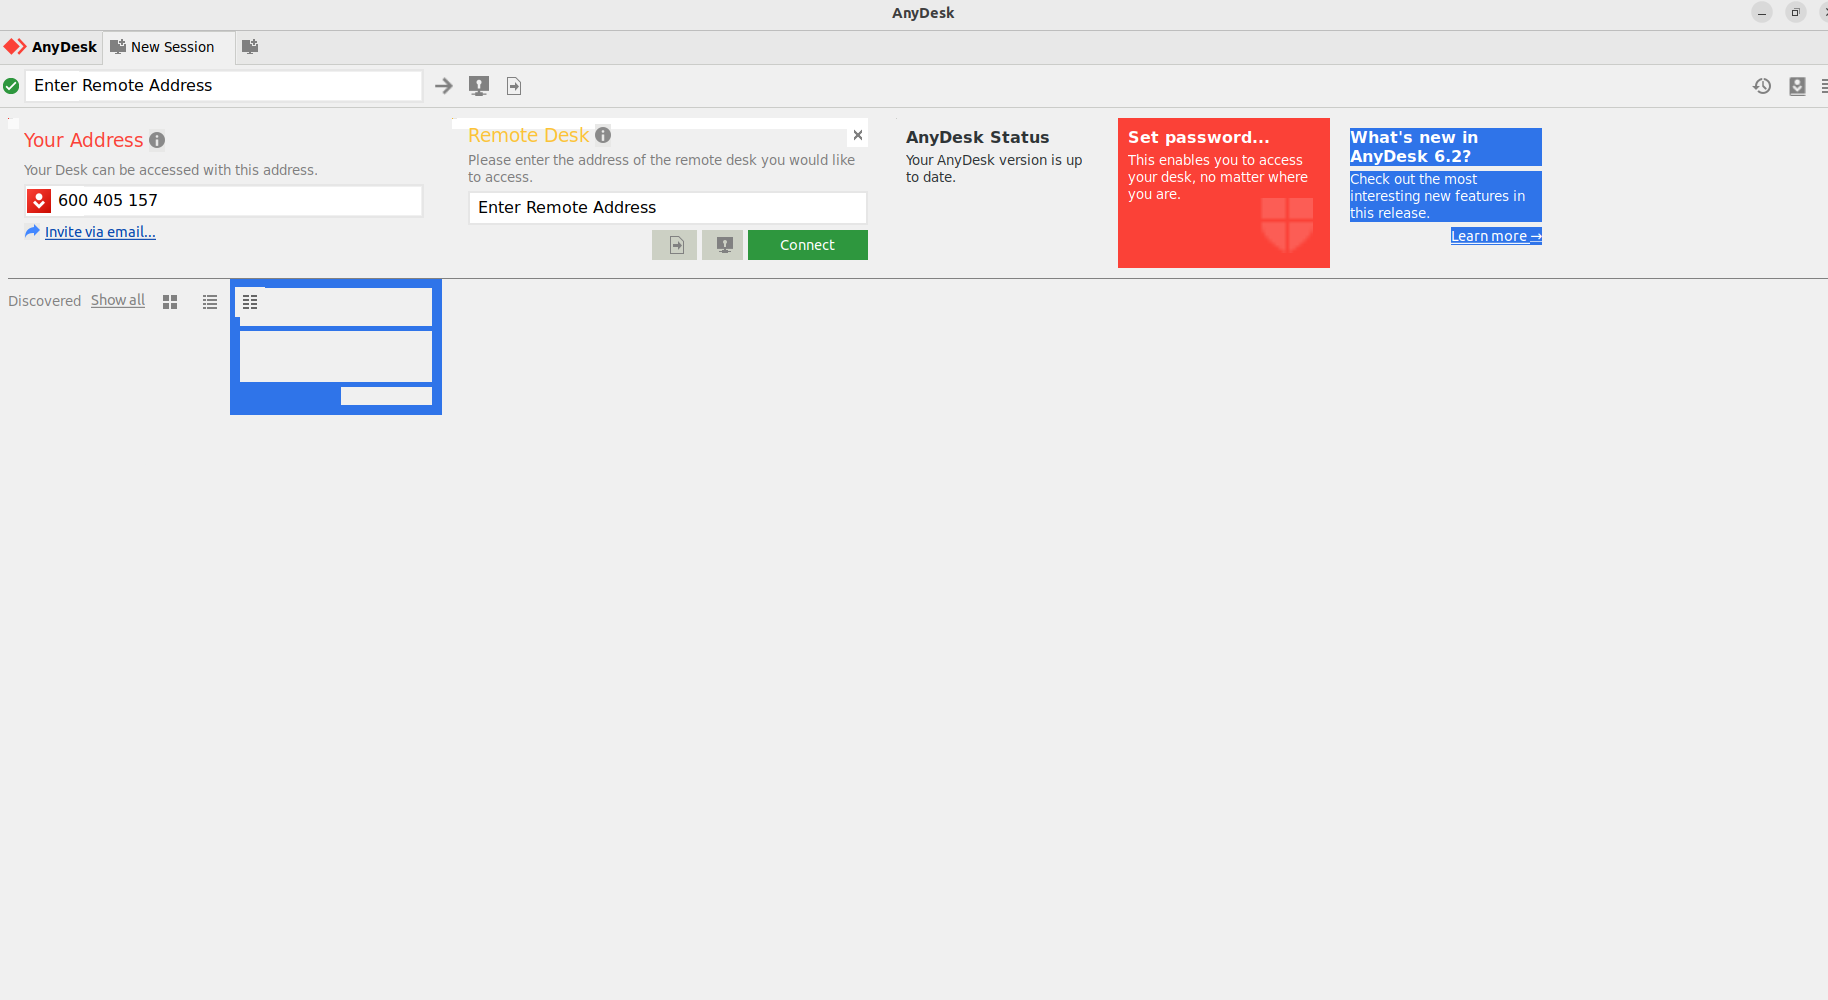 AnyDesk
AnyDesk
New Session
Enter Remote Address
Your Address
Your Desk can be accessed with this address.
600 405 157
Invite via email...
Remote Desk
Please enter the address of the remote desk you would like
to access.
Enter Remote Address
Connect
AnyDesk Status
Your AnyDesk version is up
to date.
Set password...
This enables you to access
your desk, no matter where
you are.
What's new in
AnyDesk 6.2?
Check out the most
interesting new features in
this release.
Learn more →
Discovered Show all